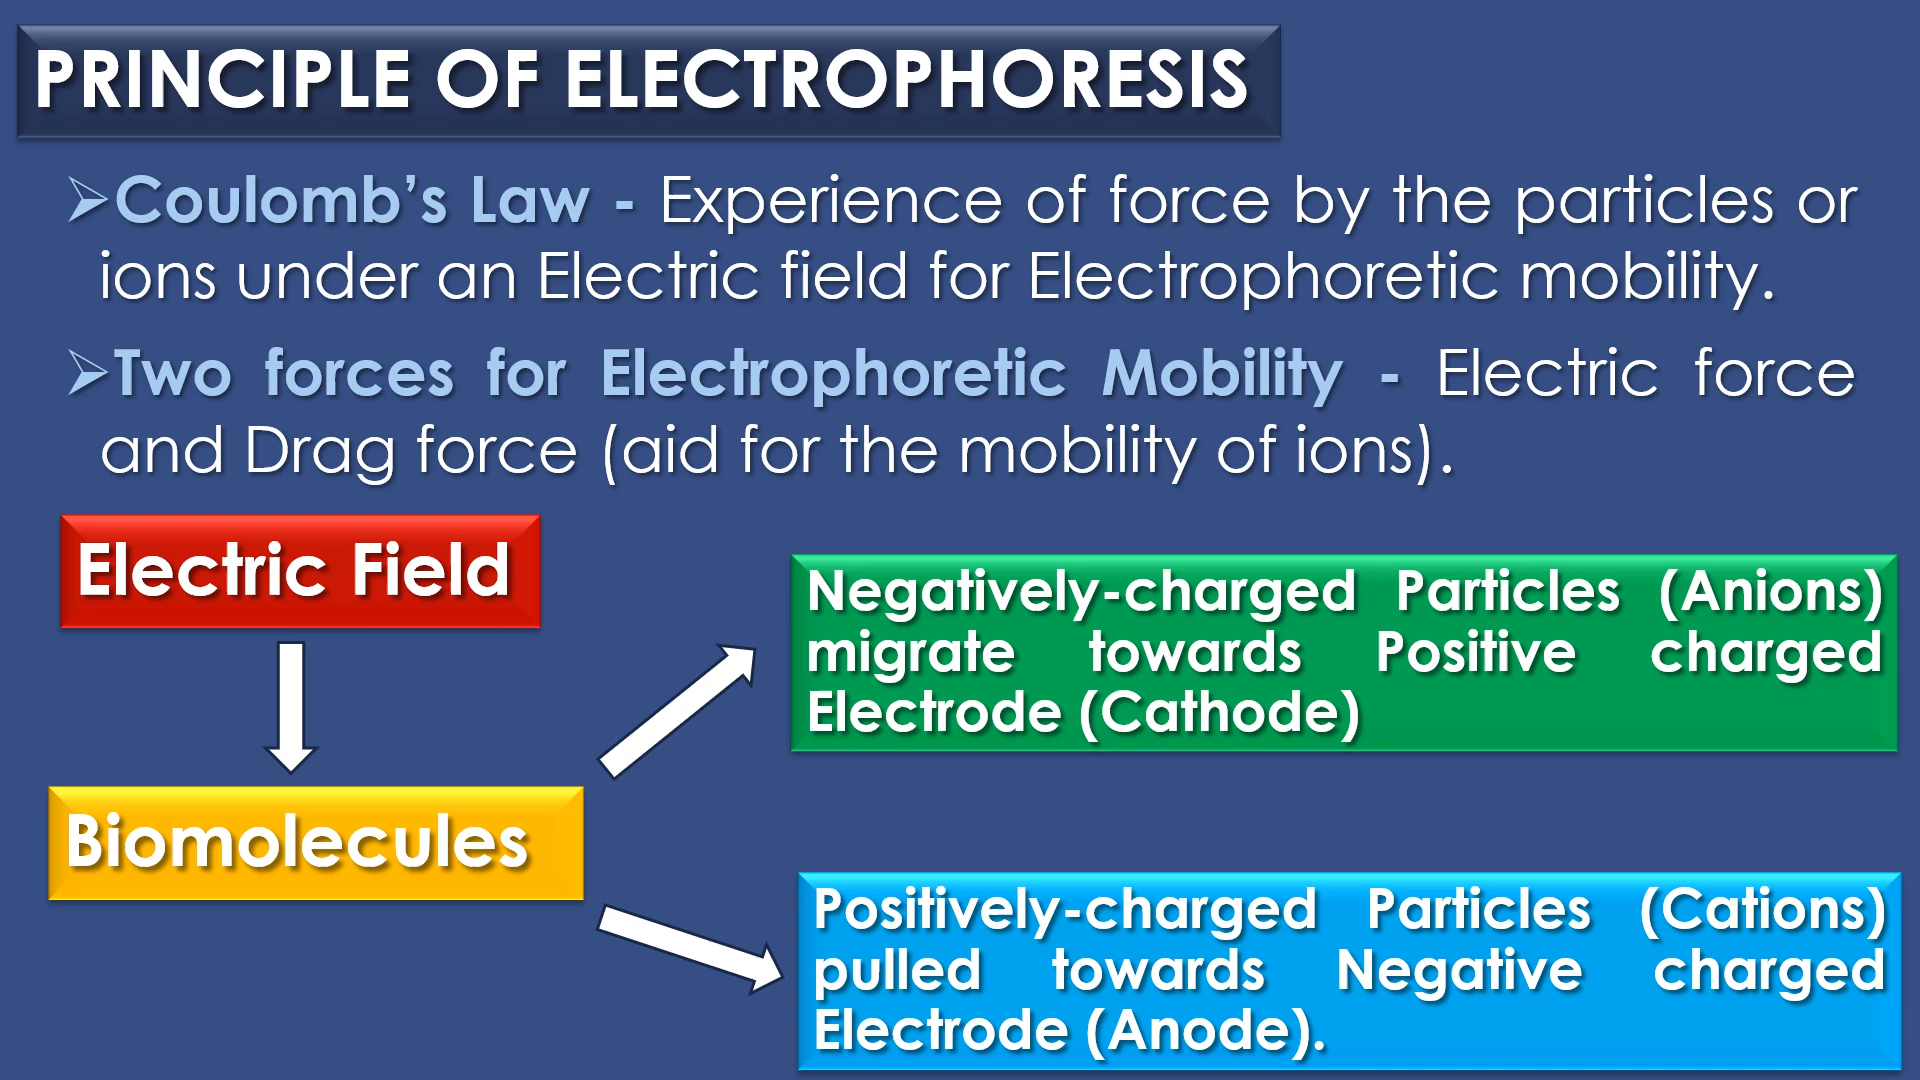 PRINCIPLE OF ELECTROPHORESIS
➢Coulomb’s Law - Experience of force by the particles or
ions under an Electric field for Electrophoretic mobility.
➢Two forces for Electrophoretic Mobility - Electric force
and Drag force (aid for the mobility of ions).
Electric Field
Negatively-charged Particles (Anions)
migrate towards Positive charged
Electrode (Cathode)
Biomolecules
Positively-charged Particles (Cations)
pulled towards Negative charged
Electrode (Anode).